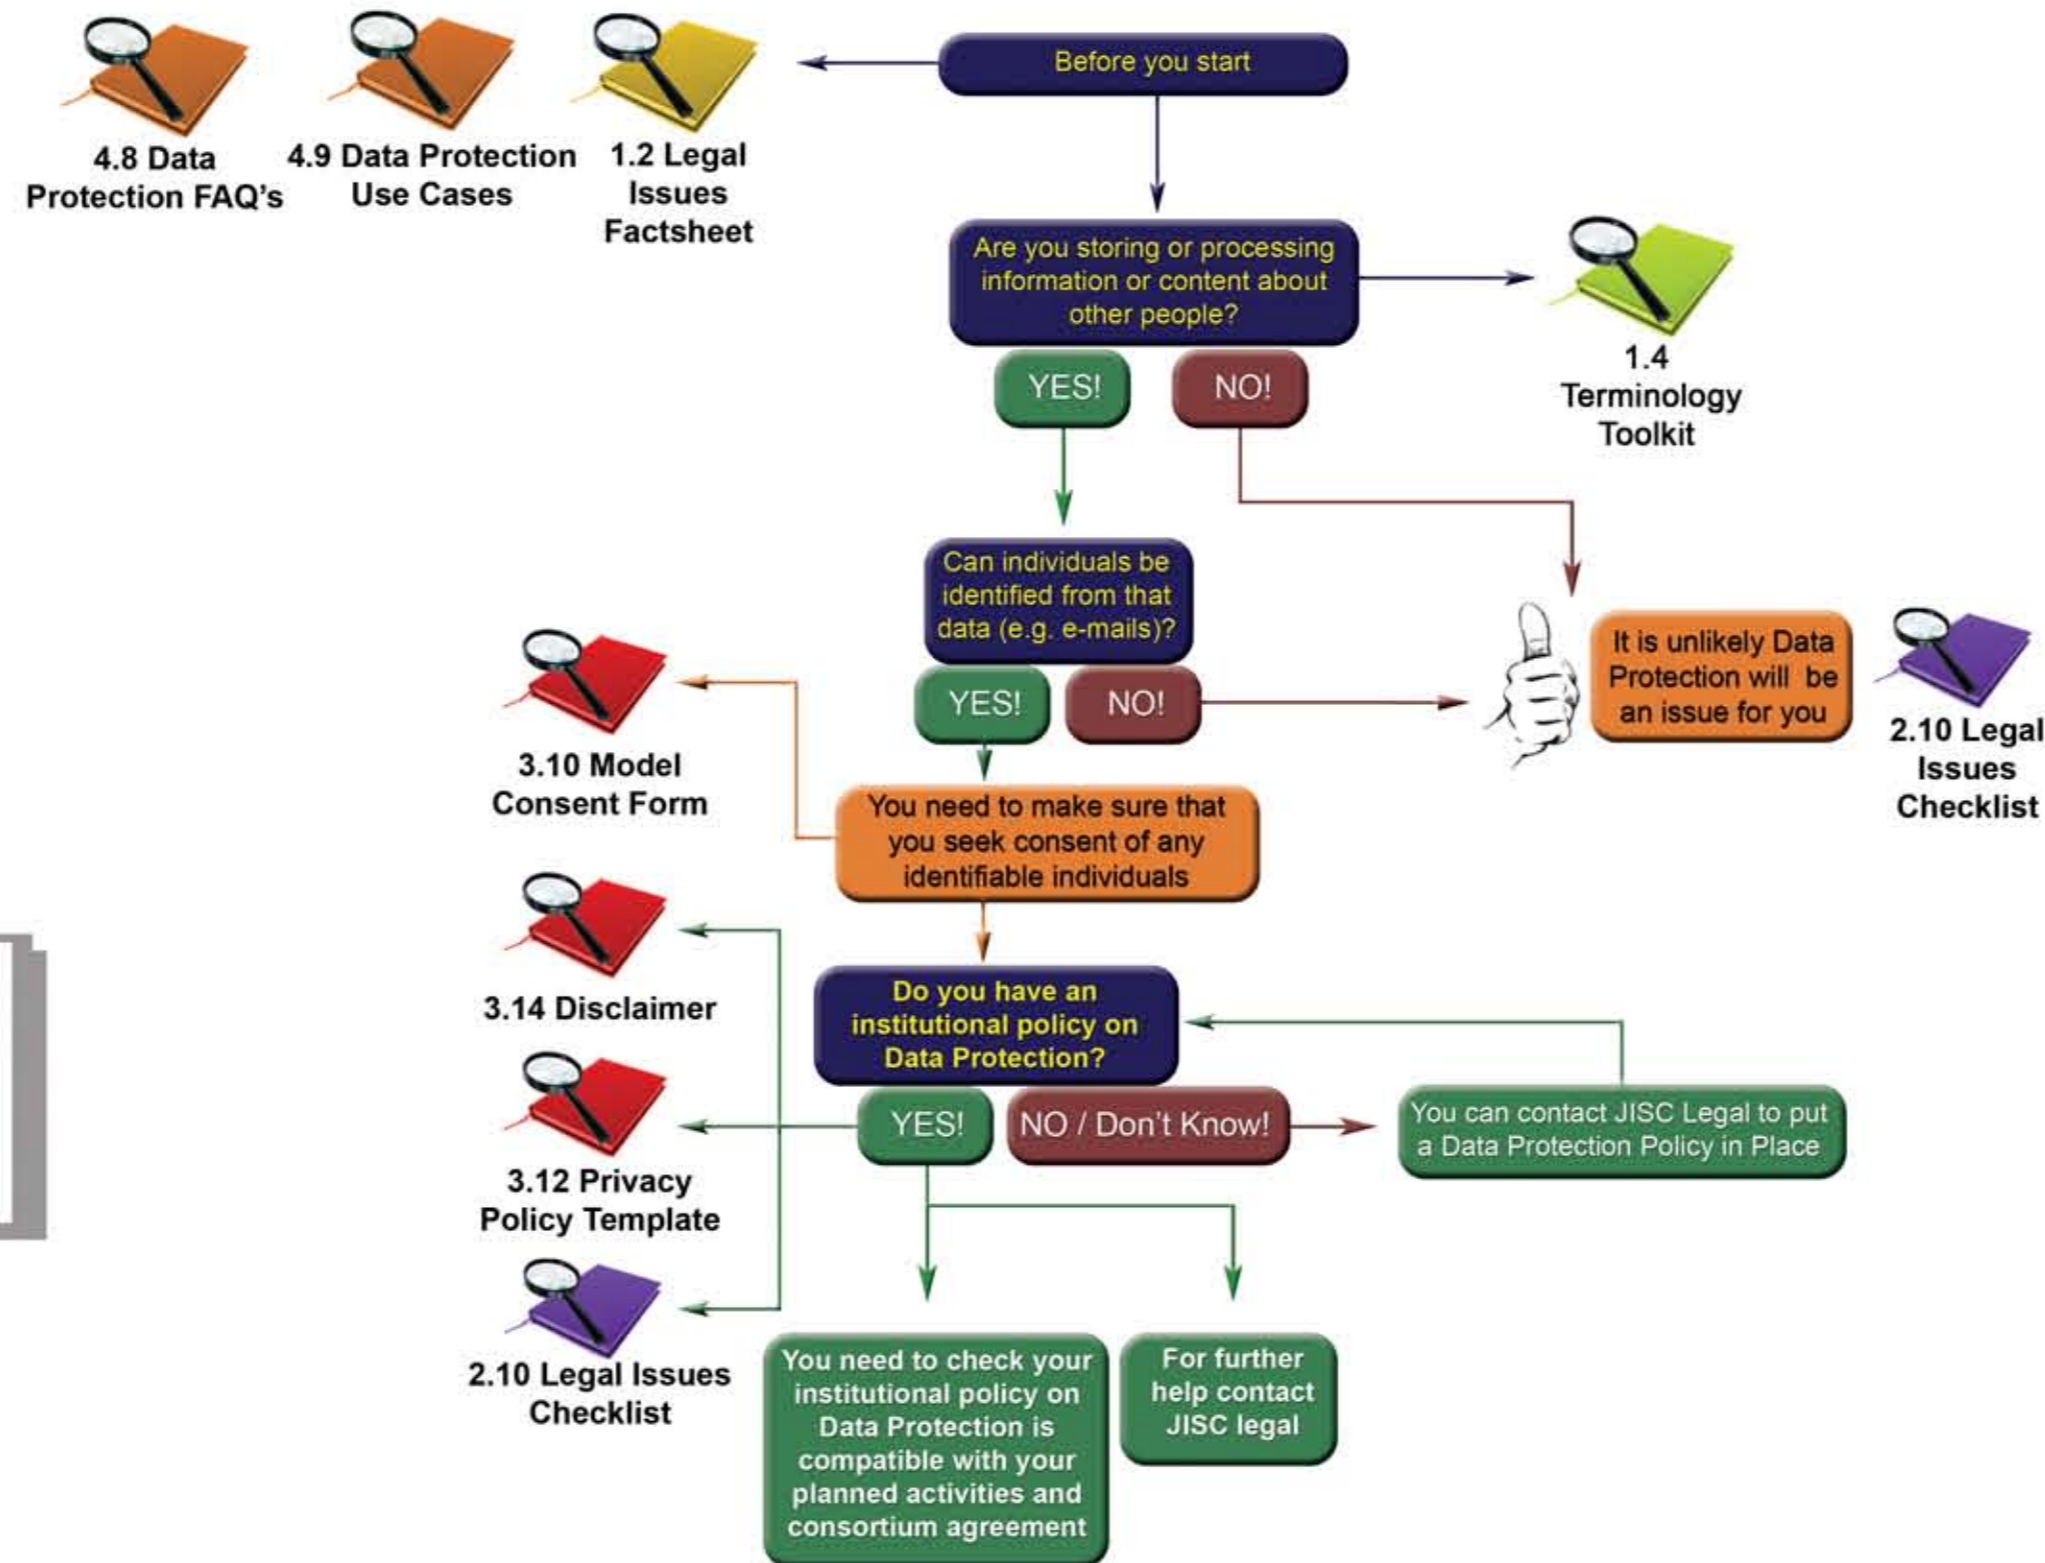 Before you start
4.8 Data
Protection FAQ's
4.9 Data Protection
Use Cases
1.2 Legal
Issues
Factsheet
Are you storing or processing
information or content about
other people?
1.4
Terminology
Toolkit
YES!
NO!
Can individuals be
identified from that
data (e.g. e-mails)?
YES!
NO!
It is unlikely Data
Protection will be
an issue for you
2.10 Legal
Issues
Checklist
3.10 Model
Consent Form
You need to make sure that
you seek consent of any
identifiable individuals
3.14 Disclaimer
Do you have an
institutional policy on
Data Protection?
YES!
NO / Don't Know!
You can contact JISC Legal to put
a Data Protection Policy in Place
3.12 Privacy
Policy Template
2.10 Legal Issues
Checklist
You need to check your
institutional policy on
Data Protection is
compatible with your
planned activities and
consortium agreement
For further
help contact
JISC legal